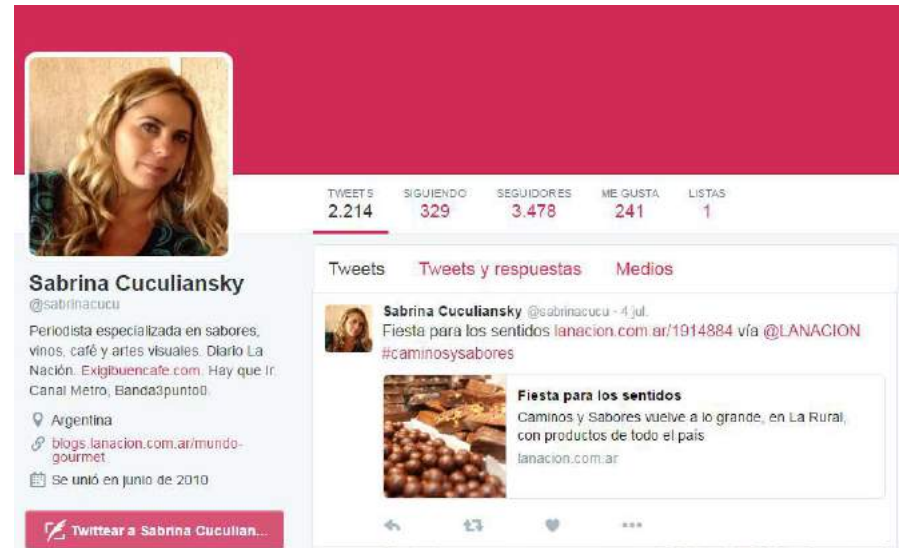 TWEETS SIGUIENDO SEGUIDORES ME GUSTA LISTAS
2.214 329 3.478 241 1
Sabrina Cuculiansky
@sabrinacucu
Periodista especializada en sabores,
vinos, café y artes visuales. Diario La
Nación. Exigibuencafe.com. Hay que Ir.
Canal Metro, Banda3punto0.
Argentina
blogs.lanacion.com.ar/mundo-
gourmet
Se unió en junio de 2010
Twittear a Sabrina Cuculian...
Tweets Tweets y respuestas Medios
Sabrina Cuculiansky @sabrinacucu - 4 jul.
Fiesta para los sentidos lanacion.com.ar/1914884 vía @LANACION
#caminosysabores
Fiesta para los sentidos
Caminos y Sabores vuelve a lo grande, en La Rural,
con productos de todo el país
lanacion.com.ar